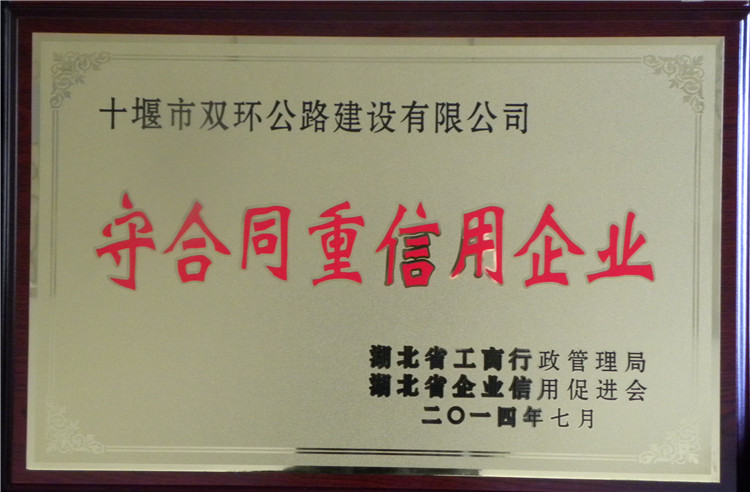 十堰市双环公路建设有限公司
守合同重信用企业
湖北省工商行政管理局
湖北省企业信用促进会
二〇一四年七月